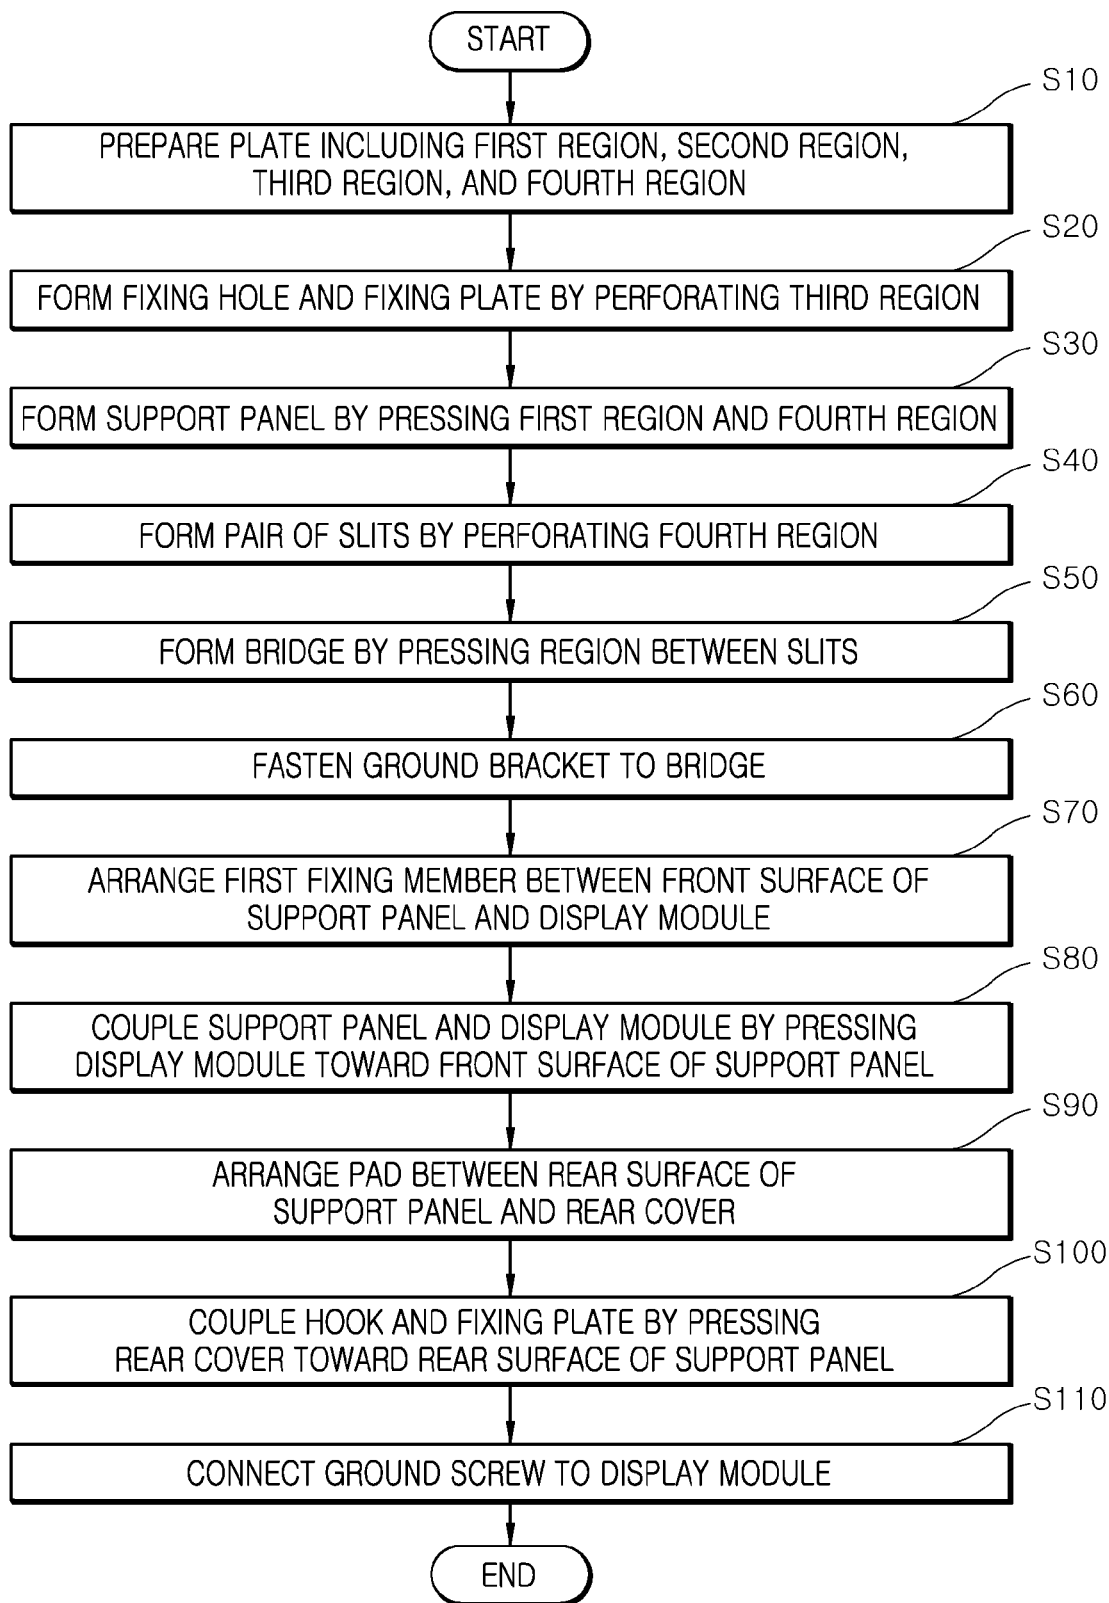 START
S10
PREPARE PLATE INCLUDING FIRST REGION, SECOND REGION,
THIRD REGION, AND FOURTH REGION
S20
FORM FIXING HOLE AND FIXING PLATE BY PERFORATING THIRD REGION
S30
FORM SUPPORT PANEL BY PRESSING FIRST REGION AND FOURTH REGION
S40
FORM PAIR OF SLITS BY PERFORATING FOURTH REGION
S50
FORM BRIDGE BY PRESSING REGION BETWEEN SLITS
S60
FASTEN GROUND BRACKET TO BRIDGE
S70
ARRANGE FIRST FIXING MEMBER BETWEEN FRONT SURFACE OF
SUPPORT PANEL AND DISPLAY MODULE
S80
COUPLE SUPPORT PANEL AND DISPLAY MODULE BY PRESSING
DISPLAY MODULE TOWARD FRONT SURFACE OF SUPPORT PANEL
S90
ARRANGE PAD BETWEEN REAR SURFACE OF
SUPPORT PANEL AND REAR COVER
S100
COUPLE HOOK AND FIXING PLATE BY PRESSING
REAR COVER TOWARD REAR SURFACE OF SUPPORT PANEL
S110
CONNECT GROUND SCREW TO DISPLAY MODULE
END